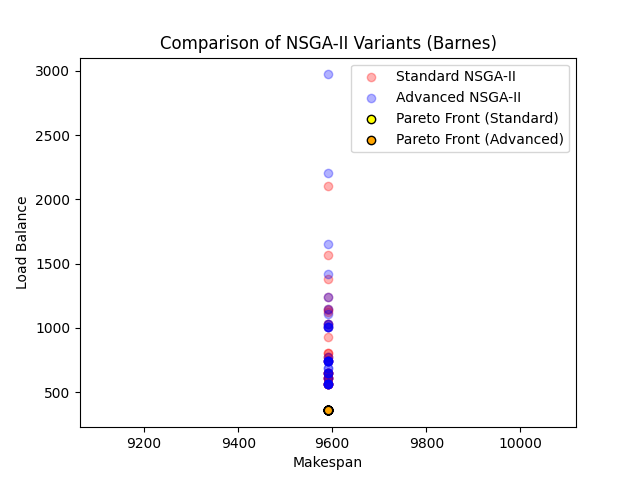 Comparison of NSGA-II Variants (Barnes)
3000
2500
2000
1500
1000
500
Load Balance
Standard NSGA-II
Advanced NSGA-II
Pareto Front (Standard)
Pareto Front (Advanced)
9200 9400 9600 9800 10000
Makespan